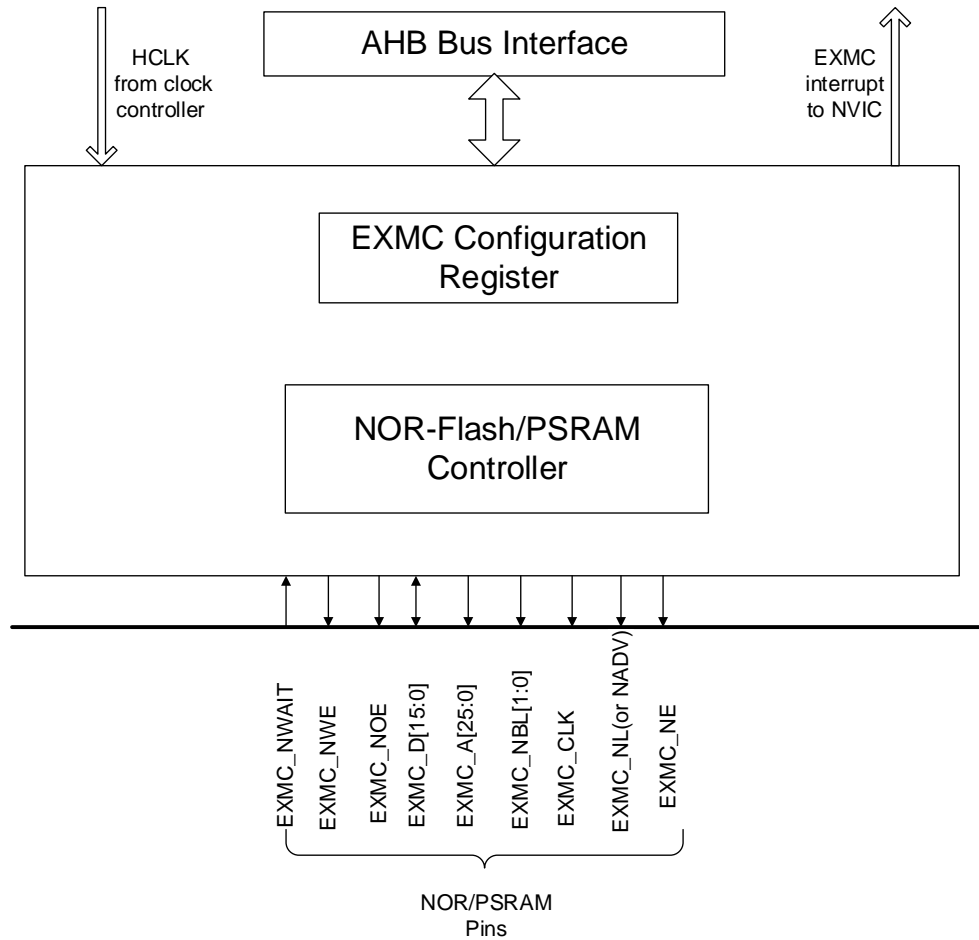 HCLK
from clock
controller
AHB Bus Interface
EXMC
interrupt
to NVIC
EXMC Configuration
Register
NOR-Flash/PSRAM
Controller
EXMC_NWAIT
EXMC_NWE
EXMC_NOE
EXMC_D[15:0]
EXMC_A[25:0]
EXMC_NBL[1:0]
EXMC_CLK
EXMC_NL(or NADV)
EXMC_NE
NOR/PSRAM
Pins